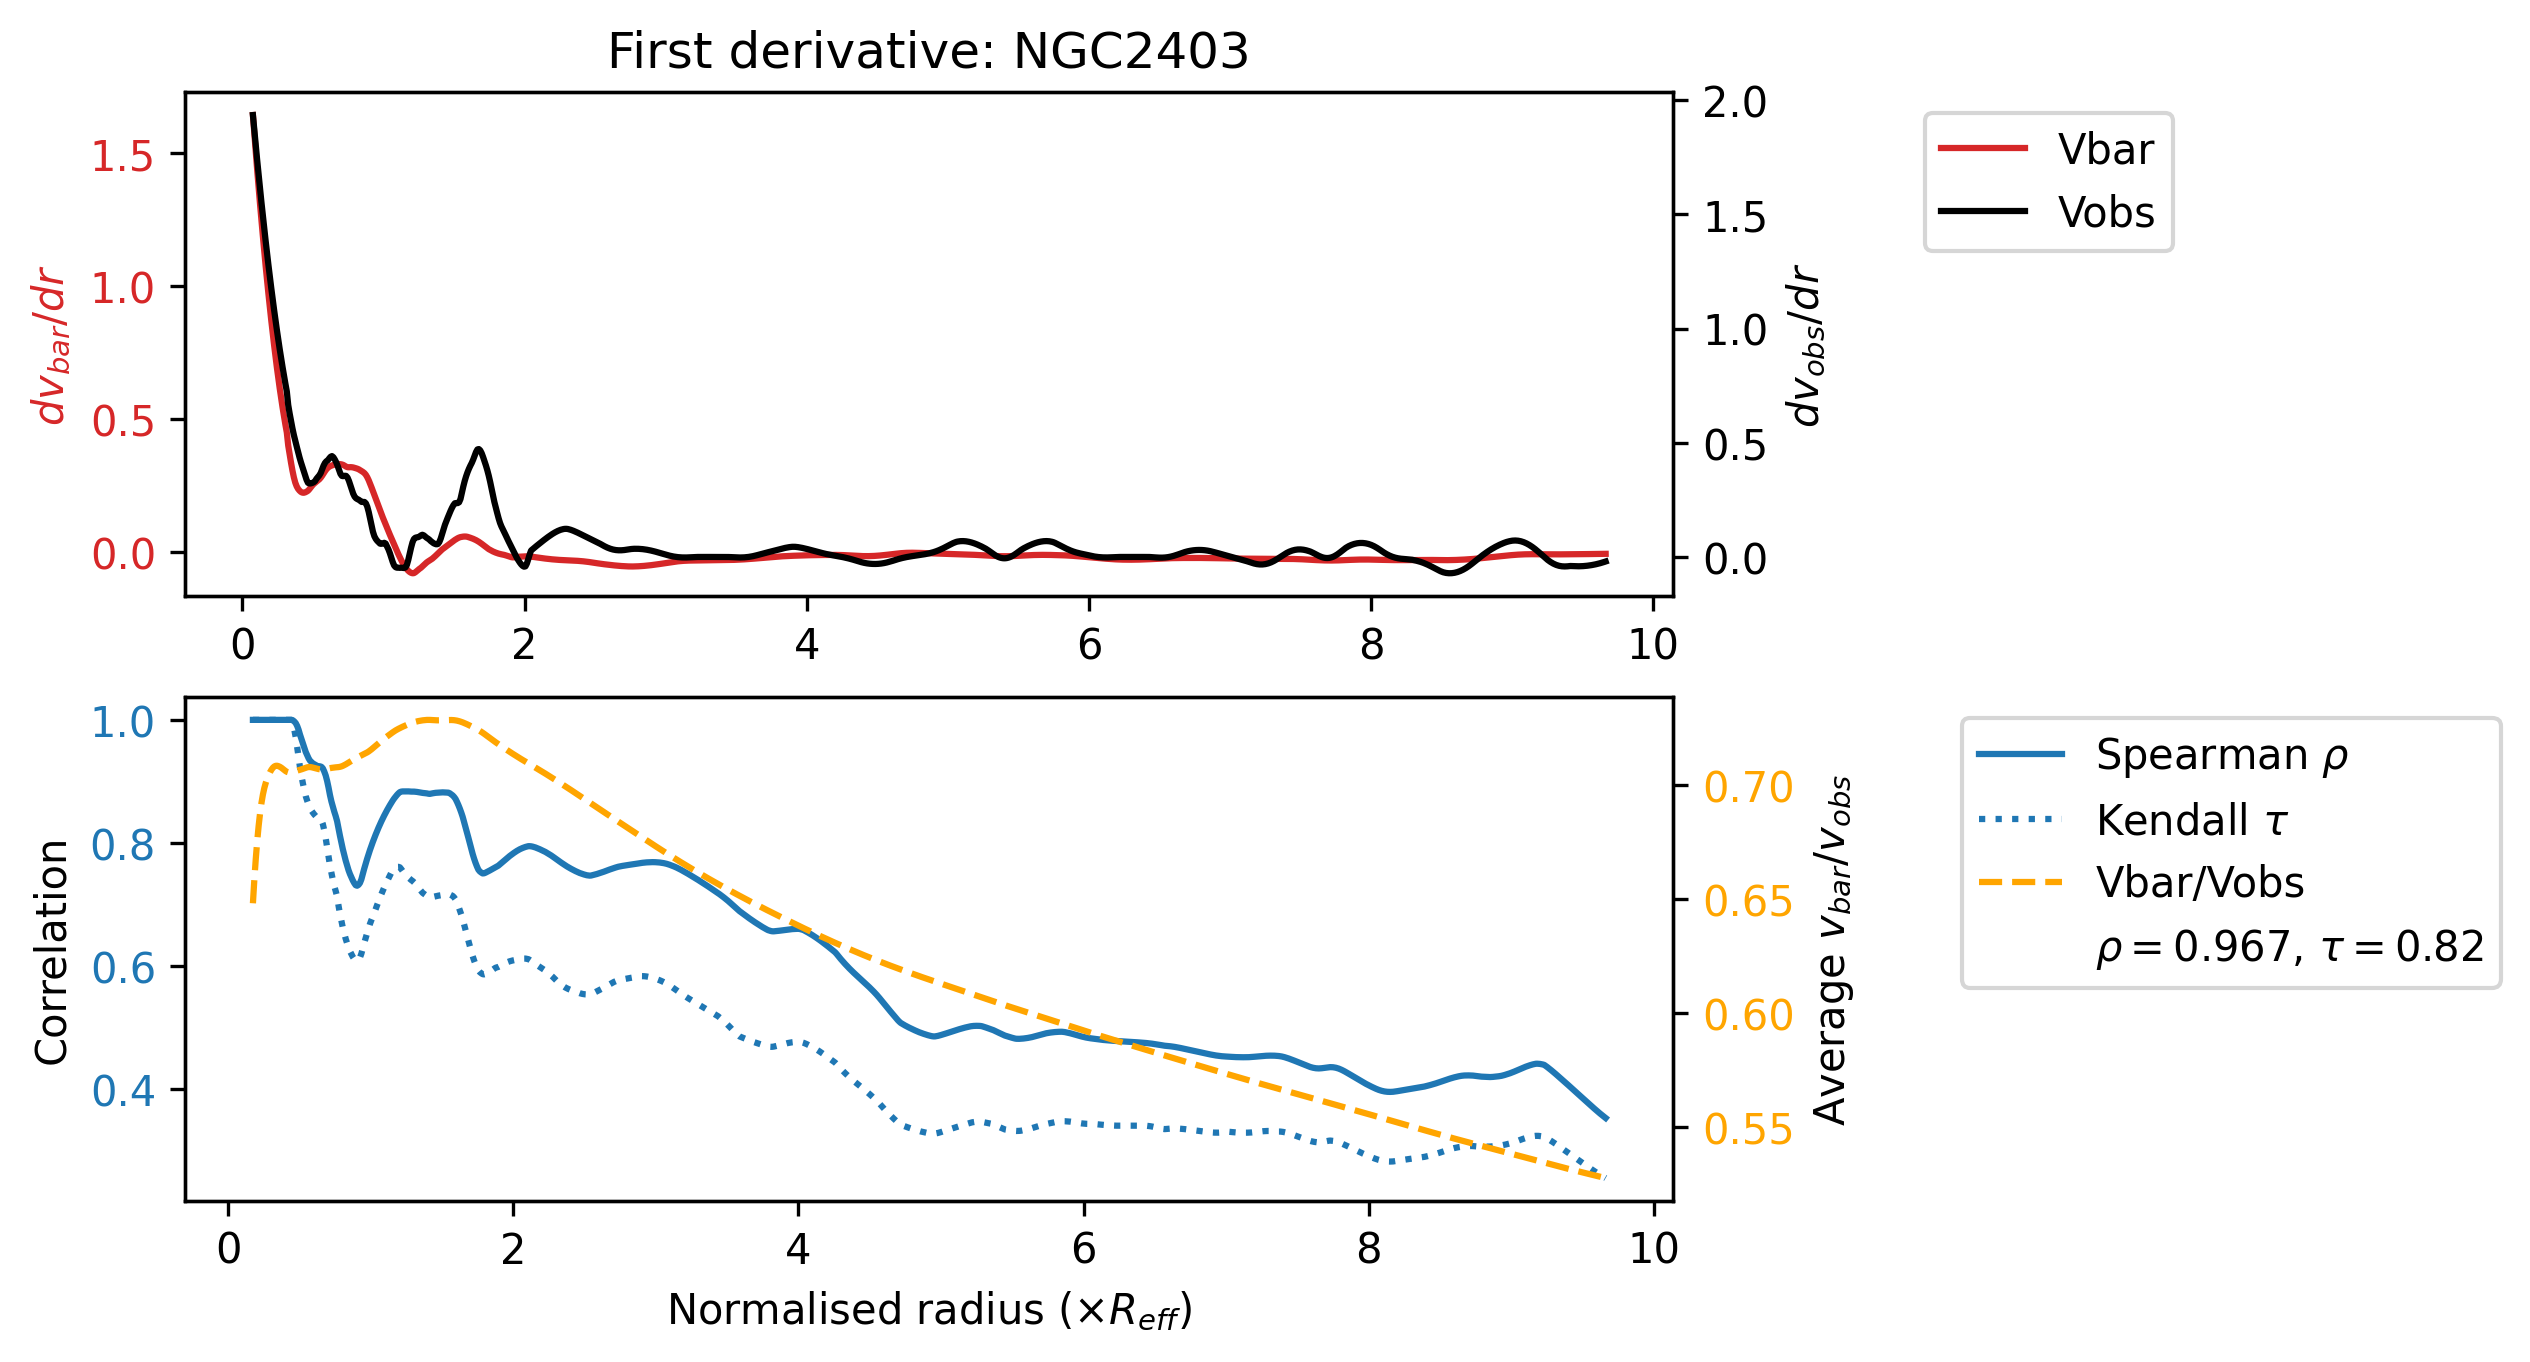 First derivative: NGC2403
dv_bar/dr
1.5
1.0
0.5
0.0
2.0
1.5
1.0
0.5
0.0
dv_obs/dr
0 2 4 6 8 10
Vbar
Vobs
Correlation
1.0
0.8
0.6
0.4
0.70
0.65
0.60
0.55
Average v_bar/v_obs
0 2 4 6 8 10
Normalised radius (×R_eff)
Spearman ρ
Kendall τ
Vbar/Vobs
ρ = 0.967, τ = 0.82